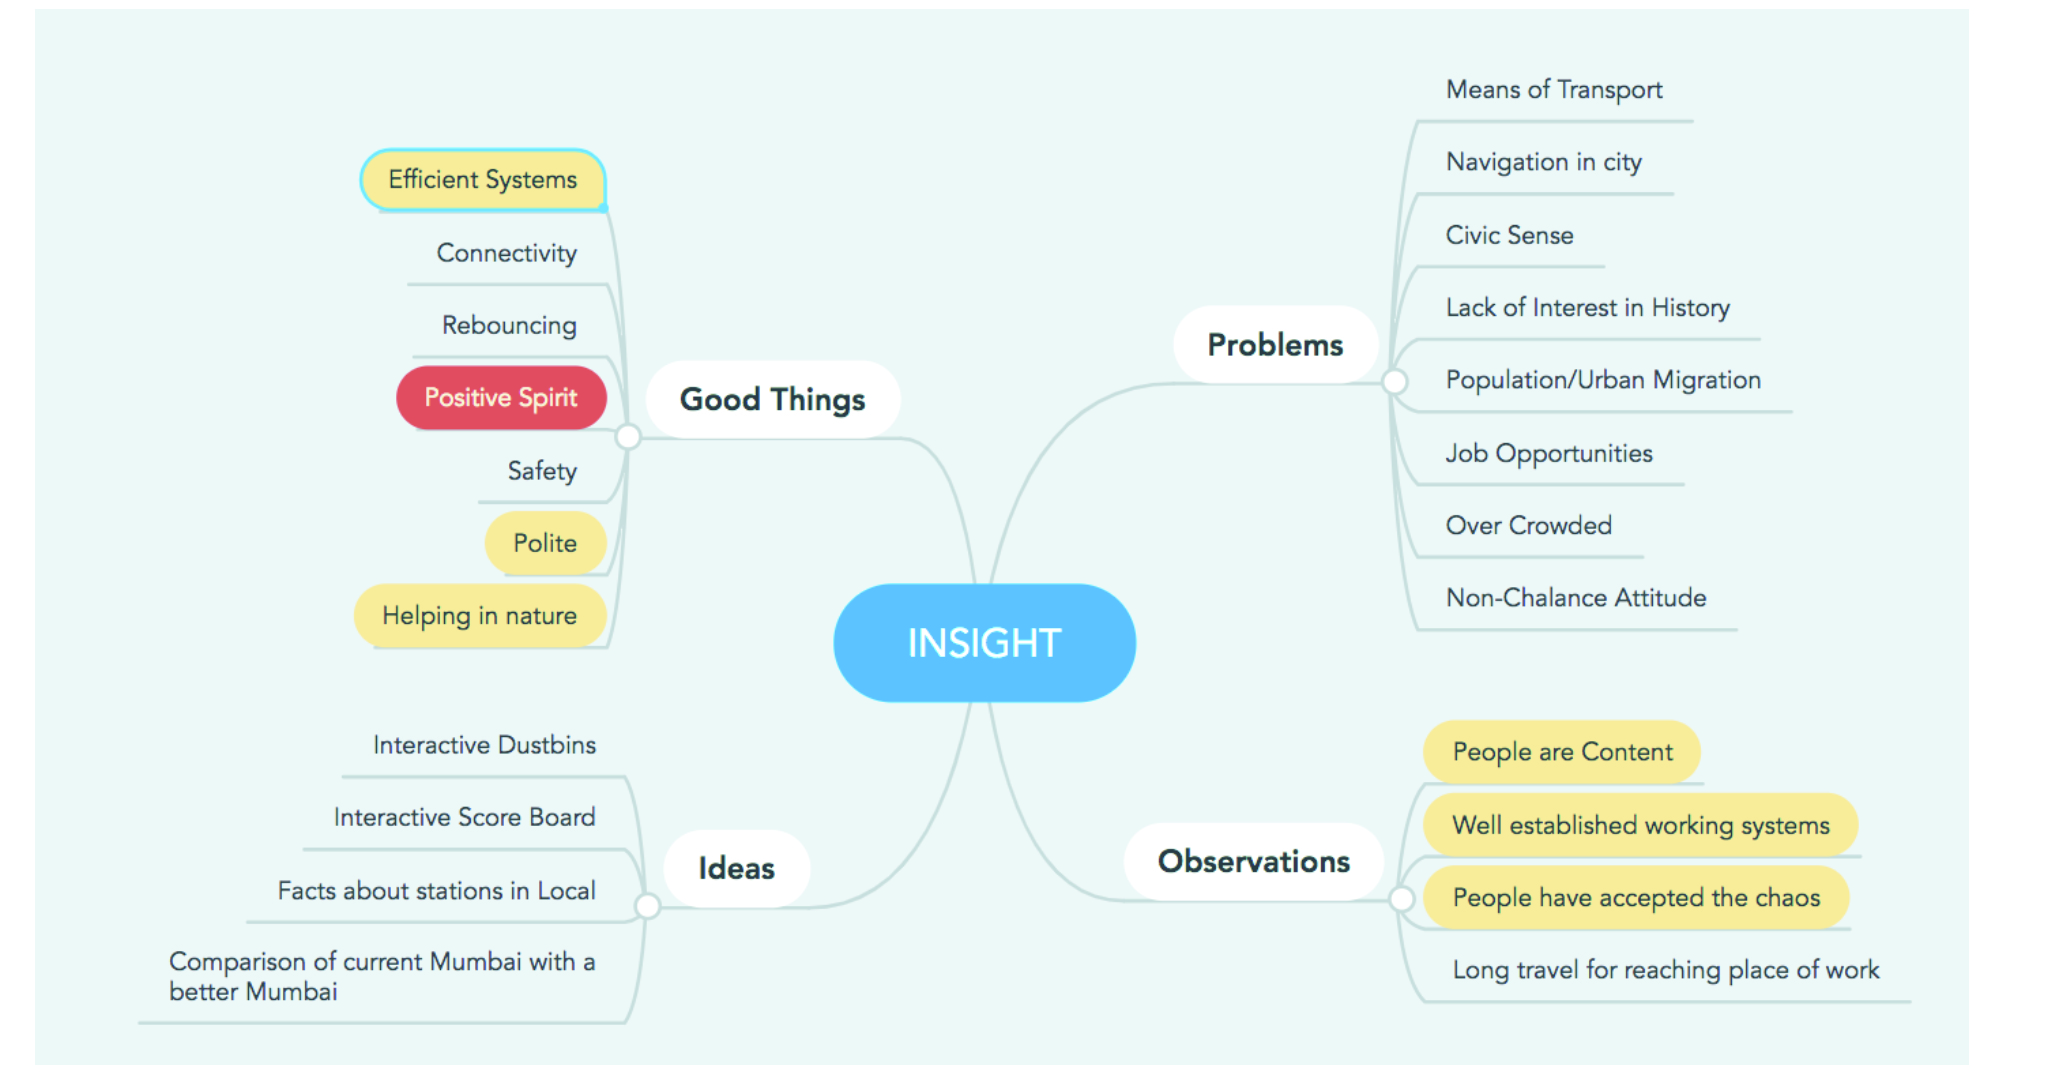 INSIGHT
Good Things
Efficient Systems
Connectivity
Rebouncing
Positive Spirit
Safety
Polite
Helping in nature
Problems
Means of Transport
Navigation in city
Civic Sense
Lack of Interest in History
Population/Urban Migration
Job Opportunities
Over Crowded
Non-Chalance Attitude
Ideas
Interactive Dustbins
Interactive Score Board
Facts about stations in Local
Comparison of current Mumbai with a
better Mumbai
Observations
People are Content
Well established working systems
People have accepted the chaos
Long travel for reaching place of work